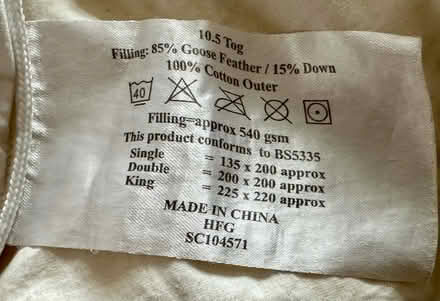 10.5 Tog
Filling: 85% Goose Feather / 15% Down
100% Cotton Outer
40
Filling=approx 540 gsm
This product conforms to BS5335
Single = 135 x 200 approx
Double = 200 x 200 approx
King = 225 x 220 approx
MADE IN CHINA
HFG
SC104571